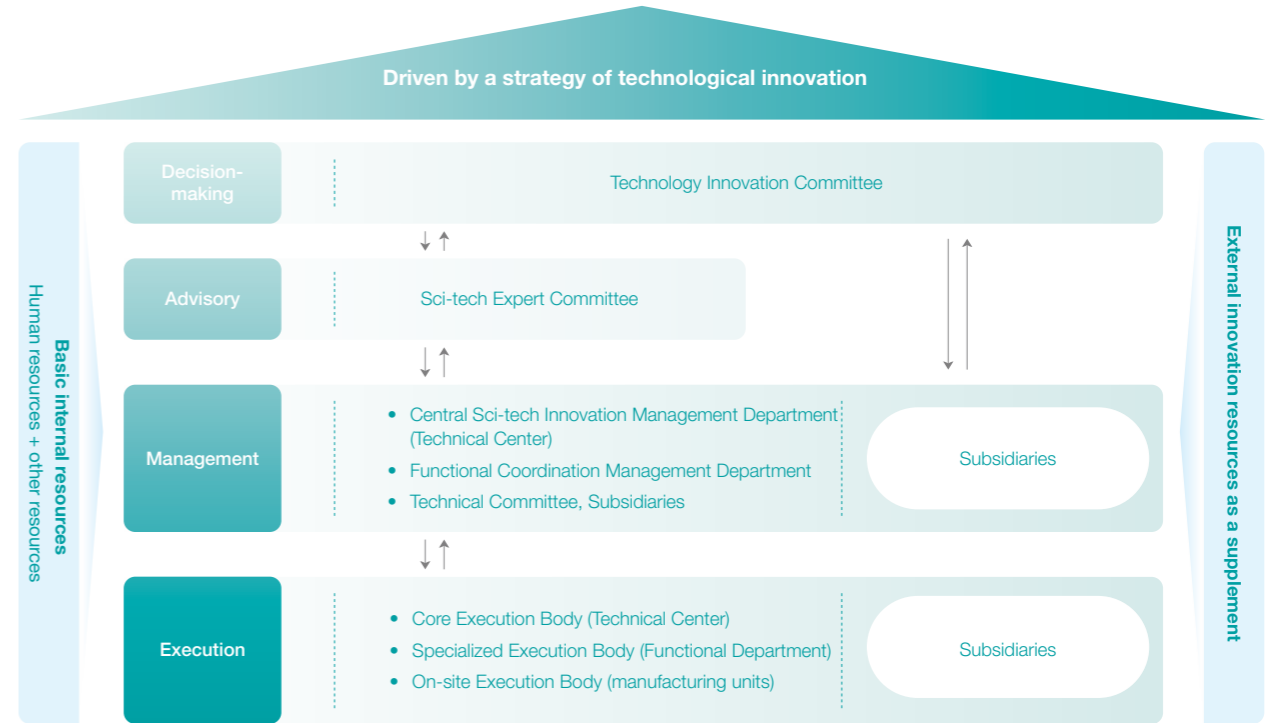 Driven by a strategy of technological innovation
Basic internal resources
Human resources + other resources
Decision-
making
Technology Innovation Committee
Advisory
Sci-tech Expert Committee
Management
• Central Sci-tech Innovation Management Department
(Technical Center)
• Functional Coordination Management Department
• Technical Committee, Subsidiaries
Subsidiaries
Execution
• Core Execution Body (Technical Center)
• Specialized Execution Body (Functional Department)
• On-site Execution Body (manufacturing units)
Subsidiaries
External innovation resources as a supplement